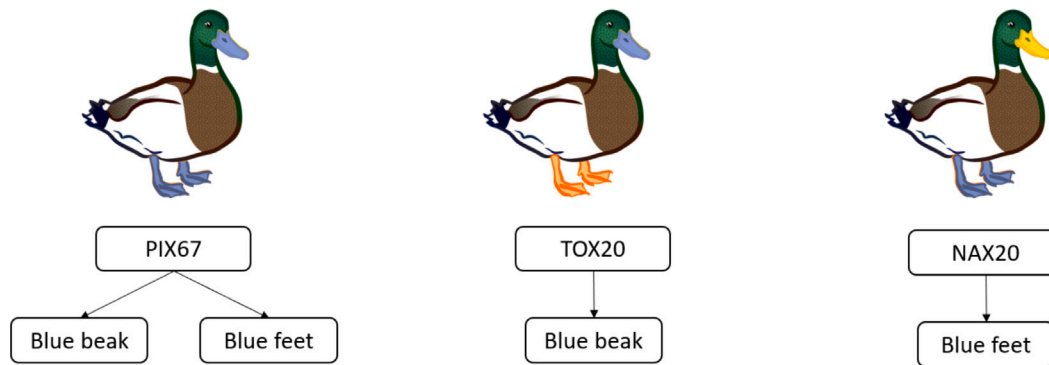 PIX67
TOX20
NAX20
Blue beak
Blue feet
Blue beak
Blue feet